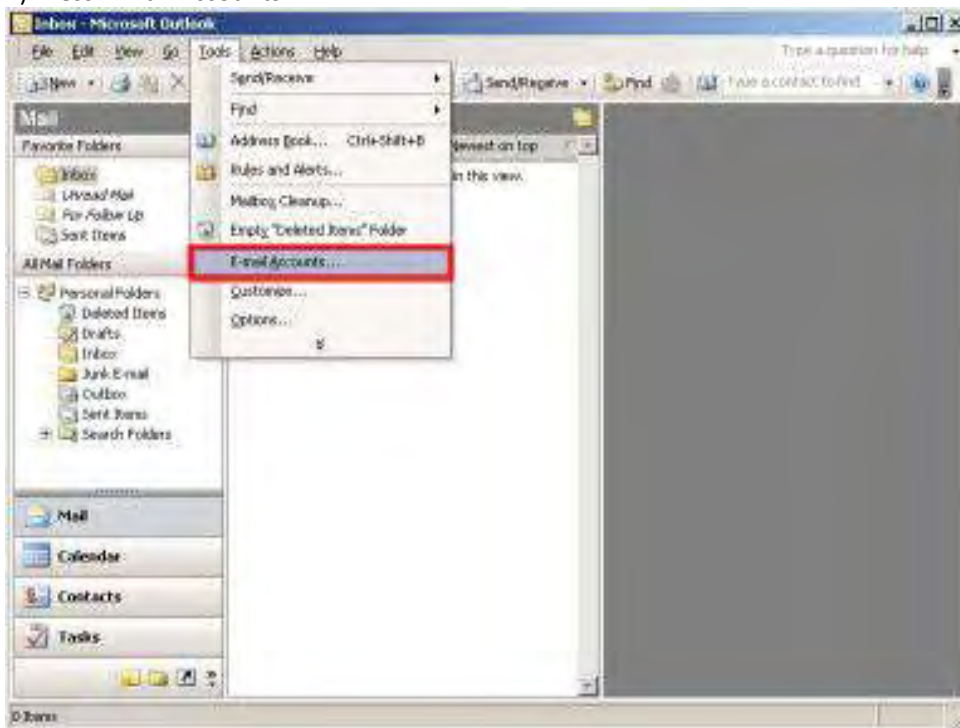 Inbox - Microsoft Outlook
File Edit View Go Tools Actions Help
Type a question for help
New
Send/Receive
Find
Type a contact to find
Mail
Favorite Folders
Inbox
Unread Mail
For Follow Up
Sent Items
All Mail Folders
Personal Folders
Deleted Items
Drafts
Inbox
Junk E-mail
Outbox
Sent Items
Search Folders
Mail
Calendar
Contacts
Tasks
Send/Receive
Find
Address Book... Ctrl+Shift+B
Rules and Alerts...
Mailbox Cleanup...
Empty "Deleted Items" Folder
E-mail Accounts...
Customize...
Options...
Newest on top
in this view.
0 Items